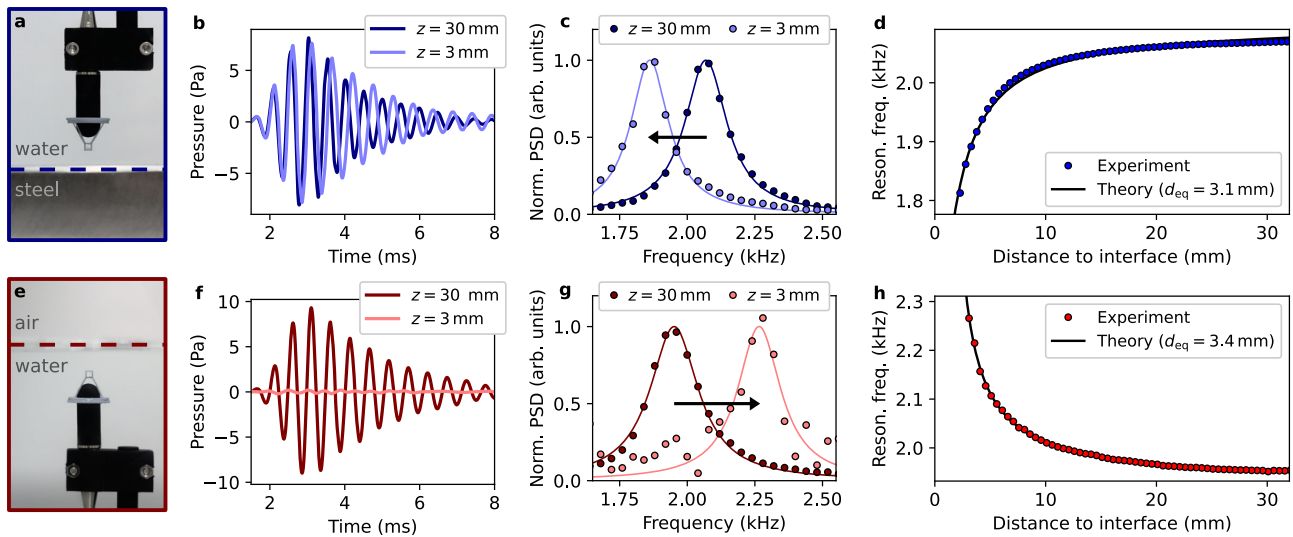 a
water
steel
b
z = 30 mm
z = 3 mm
Pressure (Pa)
5
0
−5
2
4
6
8
Time (ms)
c
z = 30 mm
z = 3 mm
Norm. PSD (arb. units)
1.0
0.5
0.0
1.75
2.00
2.25
2.50
Frequency (kHz)
d
Reson. freq. (kHz)
2.0
1.9
1.8
Experiment
Theory (d_eq = 3.1 mm)
0
10
20
30
Distance to interface (mm)
e
air
water
f
z = 30 mm
z = 3 mm
Pressure (Pa)
10
5
0
−5
−10
2
4
6
8
Time (ms)
g
z = 30 mm
z = 3 mm
Norm. PSD (arb. units)
1.0
0.5
0.0
1.75
2.00
2.25
2.50
Frequency (kHz)
h
Reson. freq. (kHz)
2.3
2.2
2.1
2.0
Experiment
Theory (d_eq = 3.4 mm)
0
10
20
30
Distance to interface (mm)